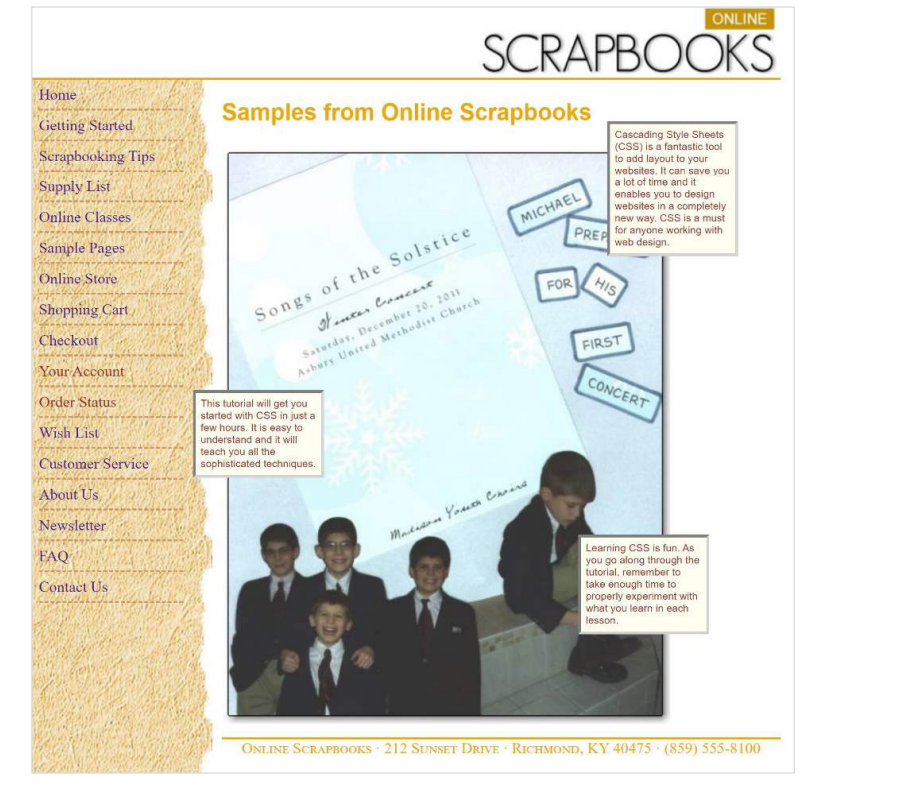 ONLINE
SCRAPBOOKS
Home
Getting Started
Scrapbooking Tips
Supply List
Online Classes
Sample Pages
Online Store
Shopping Cart
Checkout
Your Account
Order Status
Wish List
Customer Service
About Us
Newsletter
FAQ
Contact Us
Samples from Online Scrapbooks
Cascading Style Sheets
(CSS) is a fantastic tool
to add layout to your
websites. It can save you
a lot of time and it
enables you to design
websites in a completely
new way. CSS is a must
for anyone working with
web design.
MICHAEL
PREP
FOR HIS
FIRST
CONCERT
Songs of the Solstice
Winter Concert
Saturday, December 20, 2011
Asbury United Methodist Church
This tutorial will get you
started with CSS in just a
few hours. It is easy to
understand and it will
teach you all the
sophisticated techniques.
Madison Youth Choirs
Learning CSS is fun. As
you go along through the
tutorial, remember to
take enough time to
properly experiment with
what you learn in each
lesson.
Online Scrapbooks · 212 Sunset Drive · Richmond, KY 40475 · (859) 555-8100